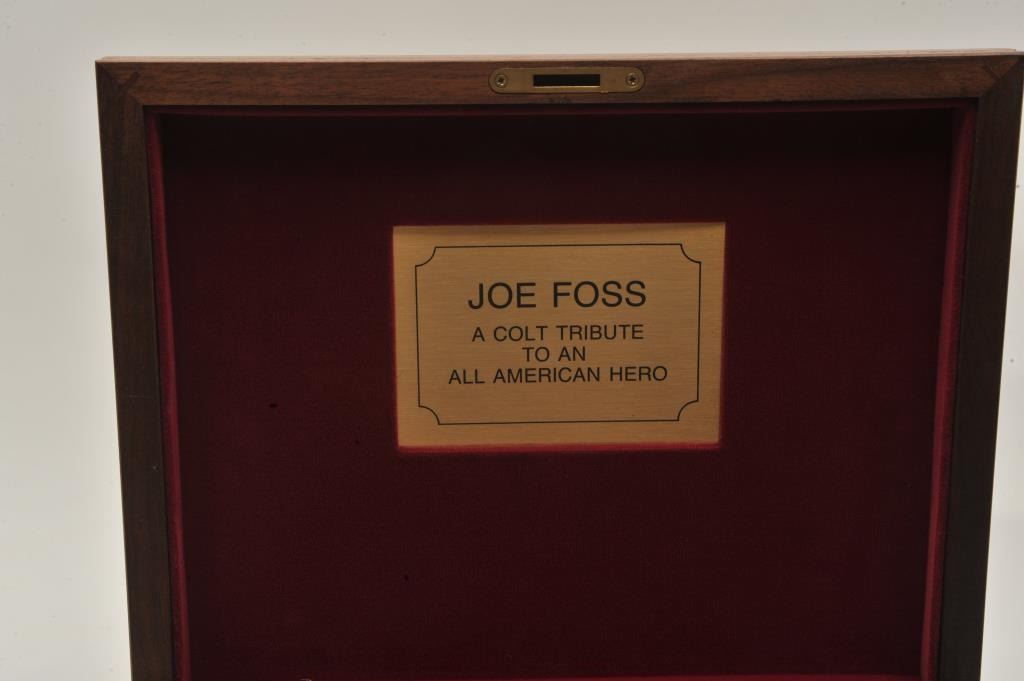 JOE FOSS
A COLT TRIBUTE
TO AN
ALL AMERICAN HERO